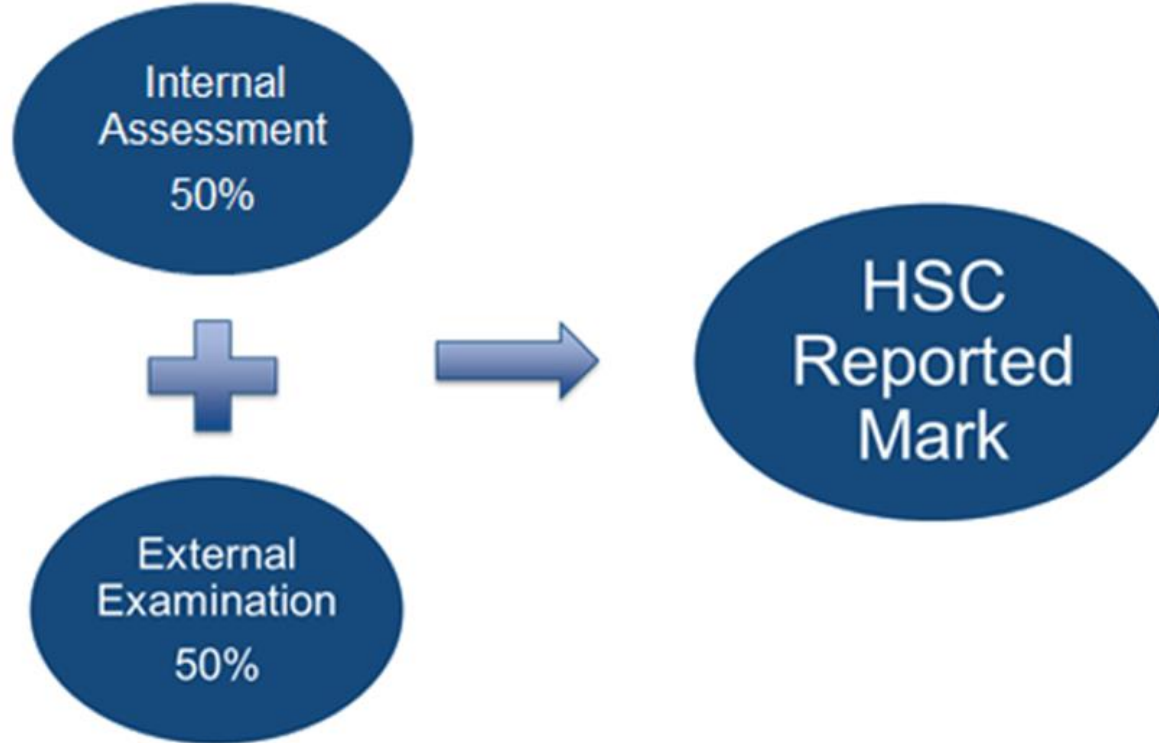 Internal
Assessment
50%
External
Examination
50%
HSC
Reported
Mark